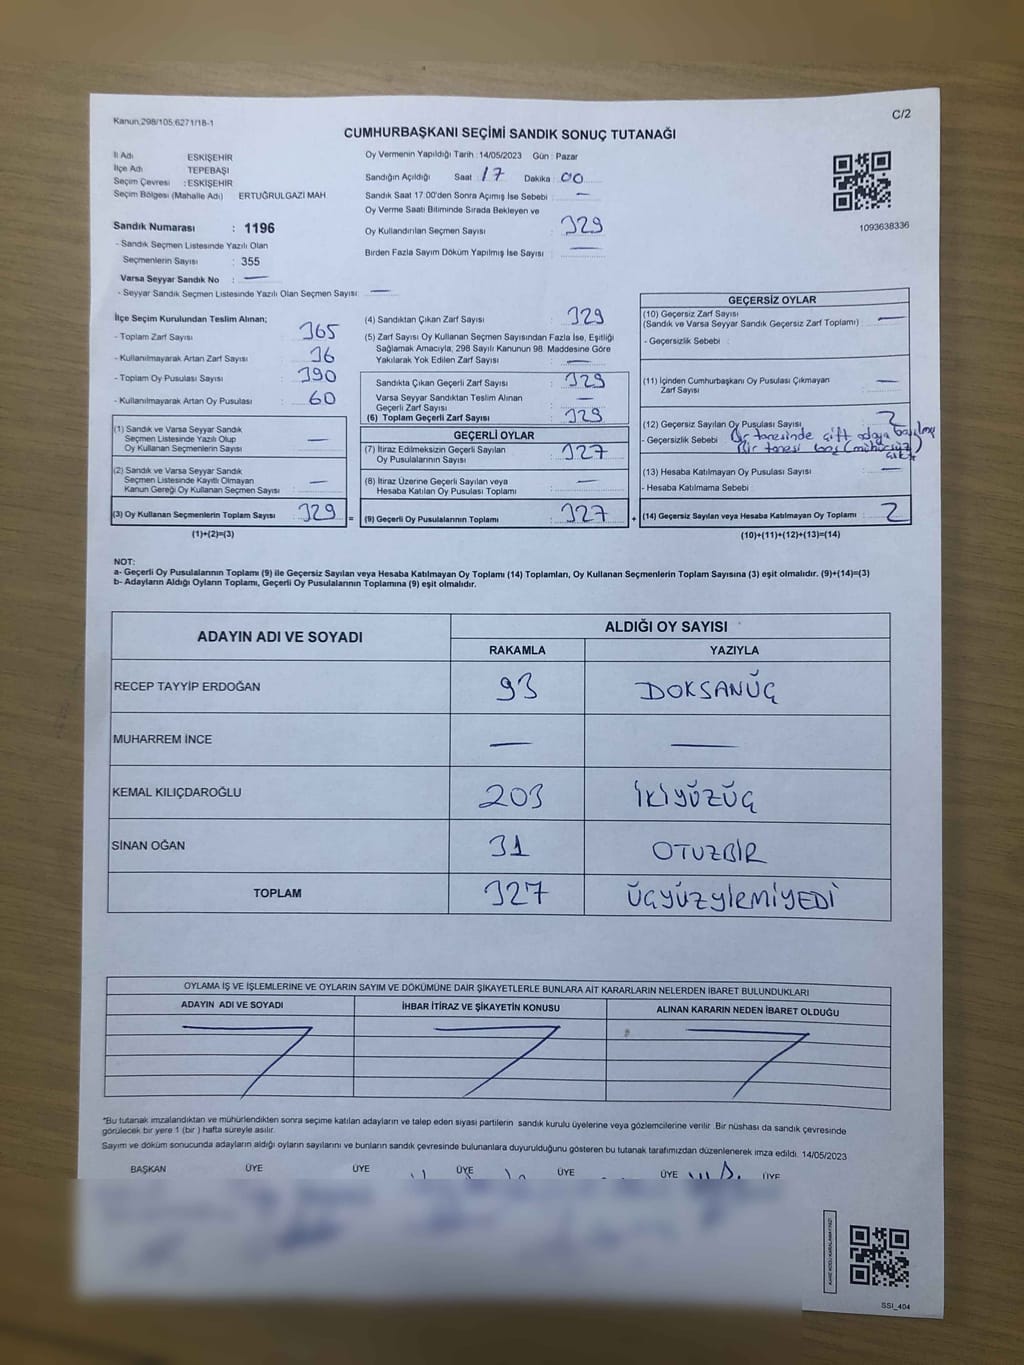 Kanun,298/105,6271/18-1
C/2
CUMHURBAŞKANI SEÇİMİ SANDIK SONUÇ TUTANAĞI
İl Adı ESKİŞEHİR
İlçe Adı TEPEBAŞI
Seçim Çevresi : ESKİŞEHİR
Seçim Bölgesi (Mahalle Adı) ERTUĞRULGAZİ MAH
Sandık Numarası : 1196
- Sandık Seçmen Listesinde Yazılı Olan
Seçmenlerin Sayısı : 355
Varsa Seyyar Sandık No : —
- Seyyar Sandık Seçmen Listesinde Yazılı Olan Seçmen Sayısı: —
Oy Vermenin Yapıldığı Tarih : 14/05/2023 Gün : Pazar
Sandığın Açıldığı Saat 17 Dakika 00
Sandık Saat 17:00'den Sonra Açımış İse Sebebi : —
Oy Verme Saati Bitiminde Sırada Bekleyen ve
Oy Kullandırılan Seçmen Sayısı : 329
Birden Fazla Sayım Döküm Yapılmış İse Sayısı : —
1093638336
İlçe Seçim Kurulundan Teslim Alınan;
- Toplam Zarf Sayısı : 365
- Kullanılmayarak Artan Zarf Sayısı : 36
- Toplam Oy Pusulası Sayısı : 390
- Kullanılmayarak Artan Oy Pusulası : 60
(1) Sandık ve Varsa Seyyar Sandık
Seçmen Listesinde Yazılı Olup
Oy Kullanan Seçmenlerin Sayısı : —
(2) Sandık ve Varsa Seyyar Sandık
Seçmen Listesinde Kayıtlı Olmayan
Kanun Gereği Oy Kullanan Seçmen Sayısı : —
(3) Oy Kullanan Seçmenlerin Toplam Sayısı : 329 =
(1)+(2)=(3)
(4) Sandıktan Çıkan Zarf Sayısı : 329
(5) Zarf Sayısı Oy Kullanan Seçmen Sayısından Fazla İse, Eşitliği
Sağlamak Amacıyla, 298 Sayılı Kanunun 98. Maddesine Göre
Yakılarak Yok Edilen Zarf Sayısı : —
Sandıkta Çıkan Geçerli Zarf Sayısı : 329
Varsa Seyyar Sandıktan Teslim Alınan
Geçerli Zarf Sayısı : —
(6) Toplam Geçerli Zarf Sayısı : 329
GEÇERLİ OYLAR
(7) İtiraz Edilmeksizin Geçerli Sayılan
Oy Pusulalarının Sayısı : 327
(8) İtiraz Üzerine Geçerli Sayılan veya
Hesaba Katılan Oy Pusulası Toplamı : —
(9) Geçerli Oy Pusulalarının Toplamı : 327 +
GEÇERSİZ OYLAR
(10) Geçersiz Zarf Sayısı : —
(Sandık ve Varsa Seyyar Sandık Geçersiz Zarf Toplamı)
- Geçersizlik Sebebi :
(11) İçinden Cumhurbaşkanı Oy Pusulası Çıkmayan
Zarf Sayısı : —
(12) Geçersiz Sayılan Oy Pusulası Sayısı : 2
- Geçersizlik Sebebi : Bir tanesinde çift adaya basılmış
Bir tanesi boş (mühürsüz)
(13) Hesaba Katılmayan Oy Pusulası Sayısı : —
- Hesaba Katılmama Sebebi :
(14) Geçersiz Sayılan veya Hesaba Katılmayan Oy Toplamı : 2
(10)+(11)+(12)+(13)=(14)
NOT:
a- Geçerli Oy Pusulalarının Toplamı (9) ile Geçersiz Sayılan veya Hesaba Katılmayan Oy Toplamı (14) Toplamları, Oy Kullanan Seçmenlerin Toplam Sayısına (3) eşit olmalıdır. (9)+(14)=(3)
b- Adayların Aldığı Oyların Toplamı, Geçerli Oy Pusulalarının Toplamına (9) eşit olmalıdır.
ADAYIN ADI VE SOYADI ALDIĞI OY SAYISI
RAKAMLA YAZIYLA
RECEP TAYYİP ERDOĞAN 93 DOKSANÜÇ
MUHARREM İNCE — —
KEMAL KILIÇDAROĞLU 203 İKİYÜZÜÇ
SİNAN OĞAN 31 OTUZBİR
TOPLAM 327 ÜÇYÜZYİRMİYEDİ
OYLAMA İŞ VE İŞLEMLERİNE VE OYLARIN SAYIM VE DÖKÜMÜNE DAİR ŞİKAYETLERLE BUNLARA AİT KARARLARIN NELERDEN İBARET BULUNDUKLARI
ADAYIN ADI VE SOYADI İHBAR İTİRAZ VE ŞİKAYETİN KONUSU ALINAN KARARIN NEDEN İBARET OLDUĞU
*Bu tutanak imzalandıktan ve mühürlendikten sonra seçime katılan adayların ve talep eden siyasi partilerin sandık kurulu üyelerine veya gözlemcilerine verilir. Bir nüshası da sandık çevresinde
görülecek bir yere 1 (bir ) hafta süreyle asılır.
Sayım ve döküm sonucunda adayların aldığı oyların sayılarını ve bunların sandık çevresinde bulunanlara duyurulduğunu gösteren bu tutanak tarafımızdan düzenlenerek imza edildi. 14/05/2023
BAŞKAN ÜYE ÜYE ÜYE ÜYE ÜYE ÜYE
SSI_404